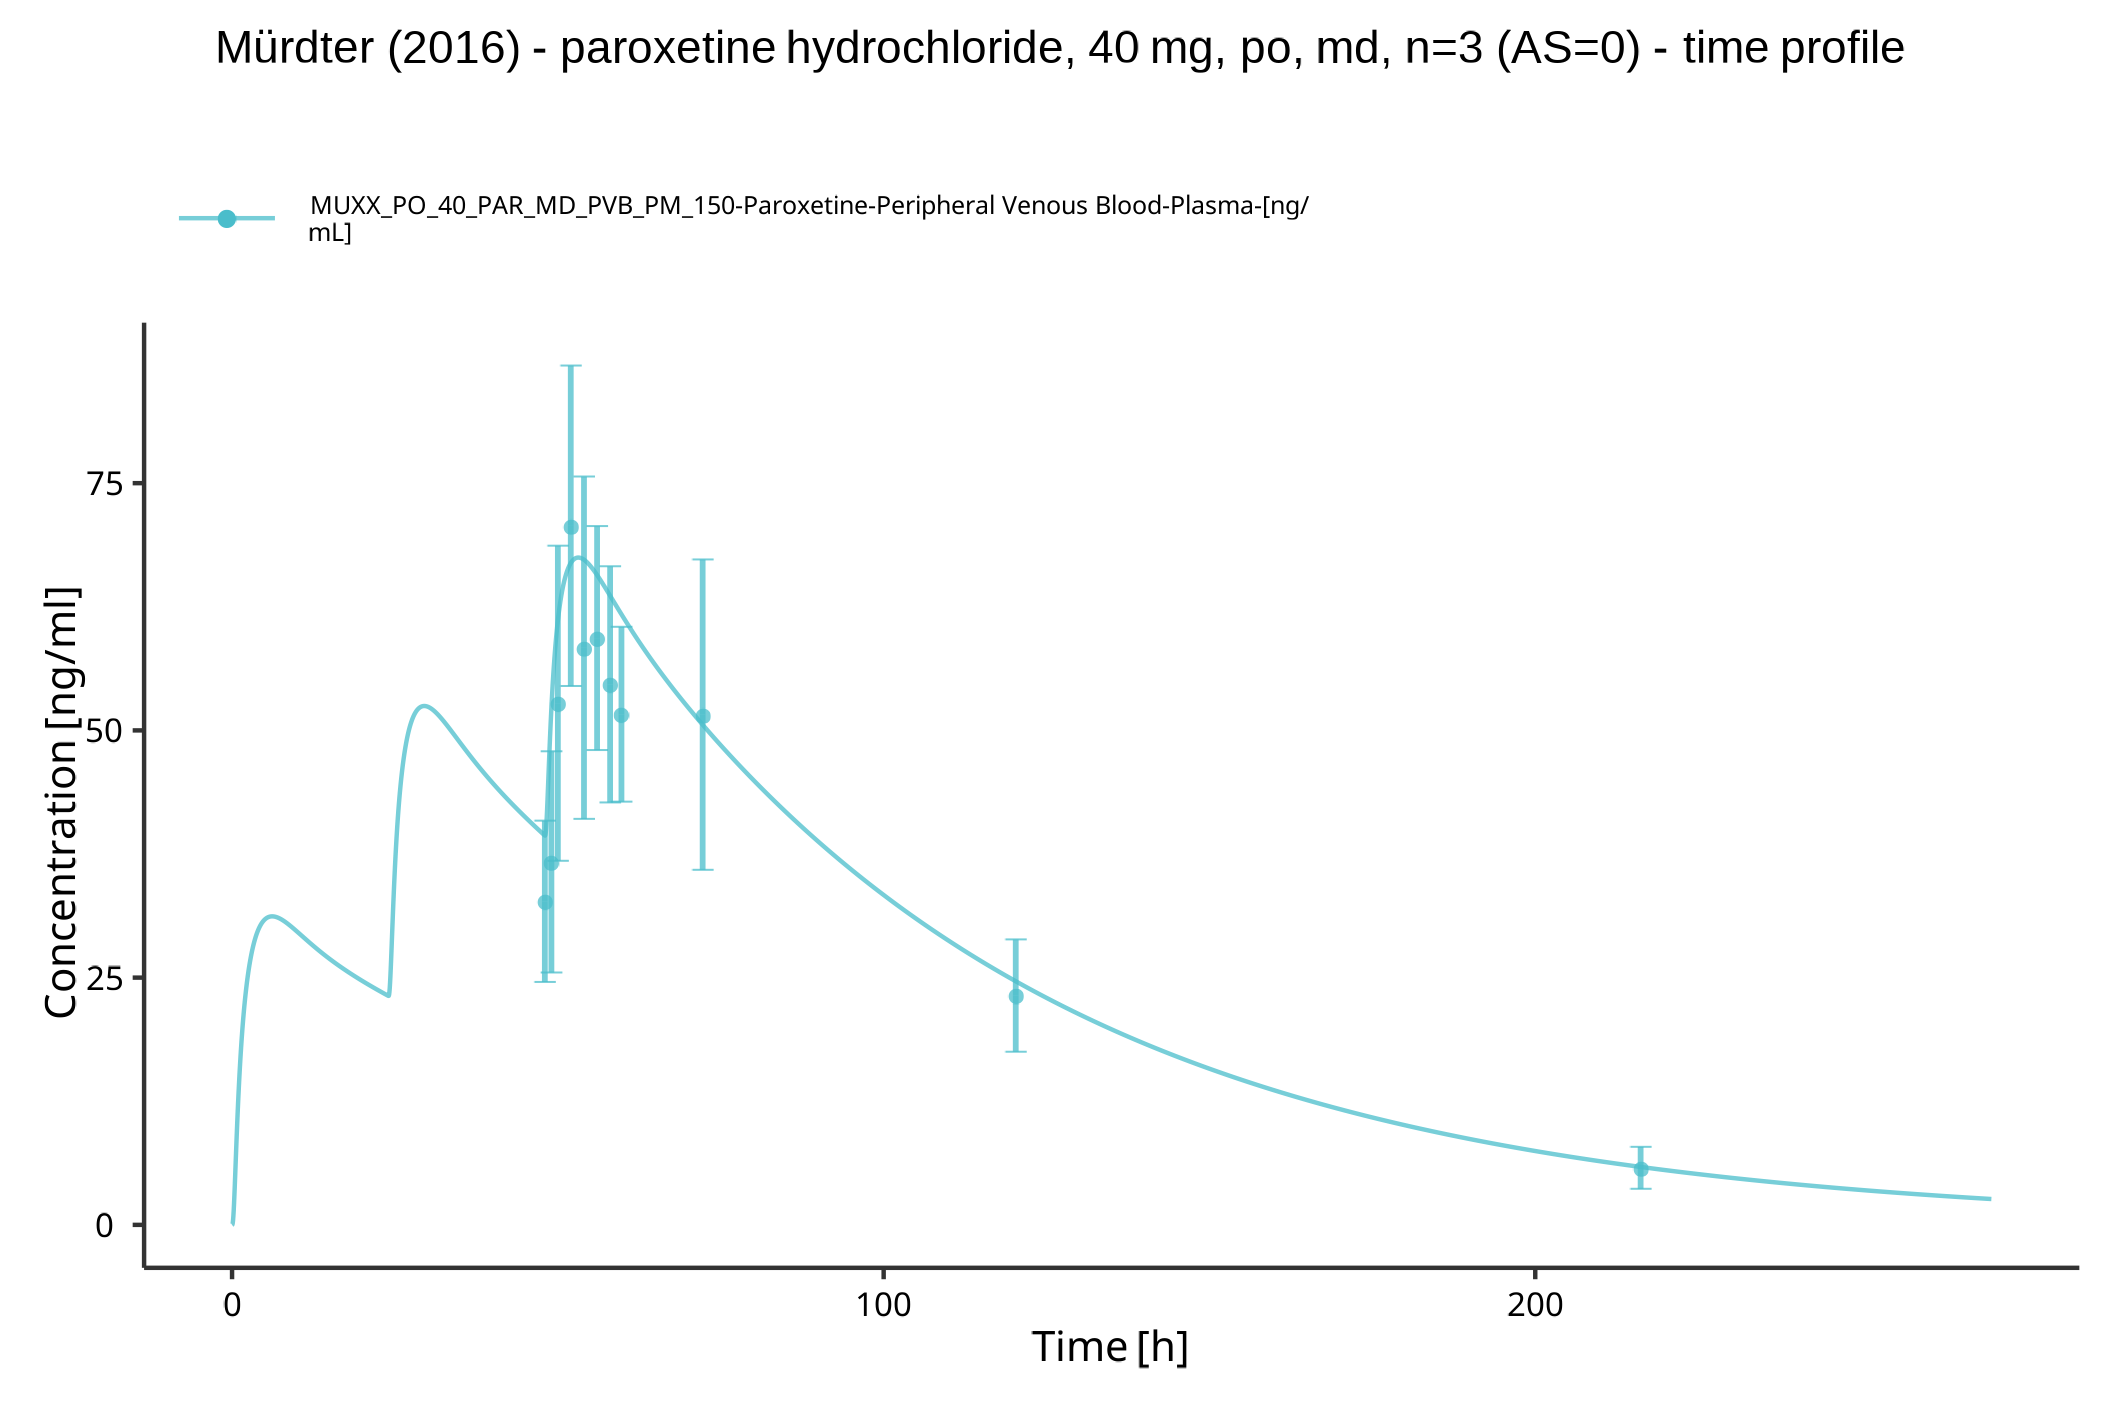 Mürdter (2016) - paroxetine hydrochloride, 40 mg, po, md, n=3 (AS=0) - time profile
MUXX_PO_40_PAR_MD_PVB_PM_150-Paroxetine-Peripheral Venous Blood-Plasma-[ng/
mL]
Concentration [ng/ml]
75
50
25
0
0
100
200
Time [h]